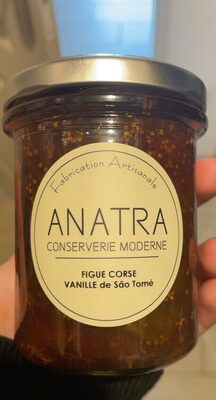 Fabrication Artisanale
ANATRA
CONSERVERIE MODERNE
FIGUE CORSE
VANILLE de São Tomé